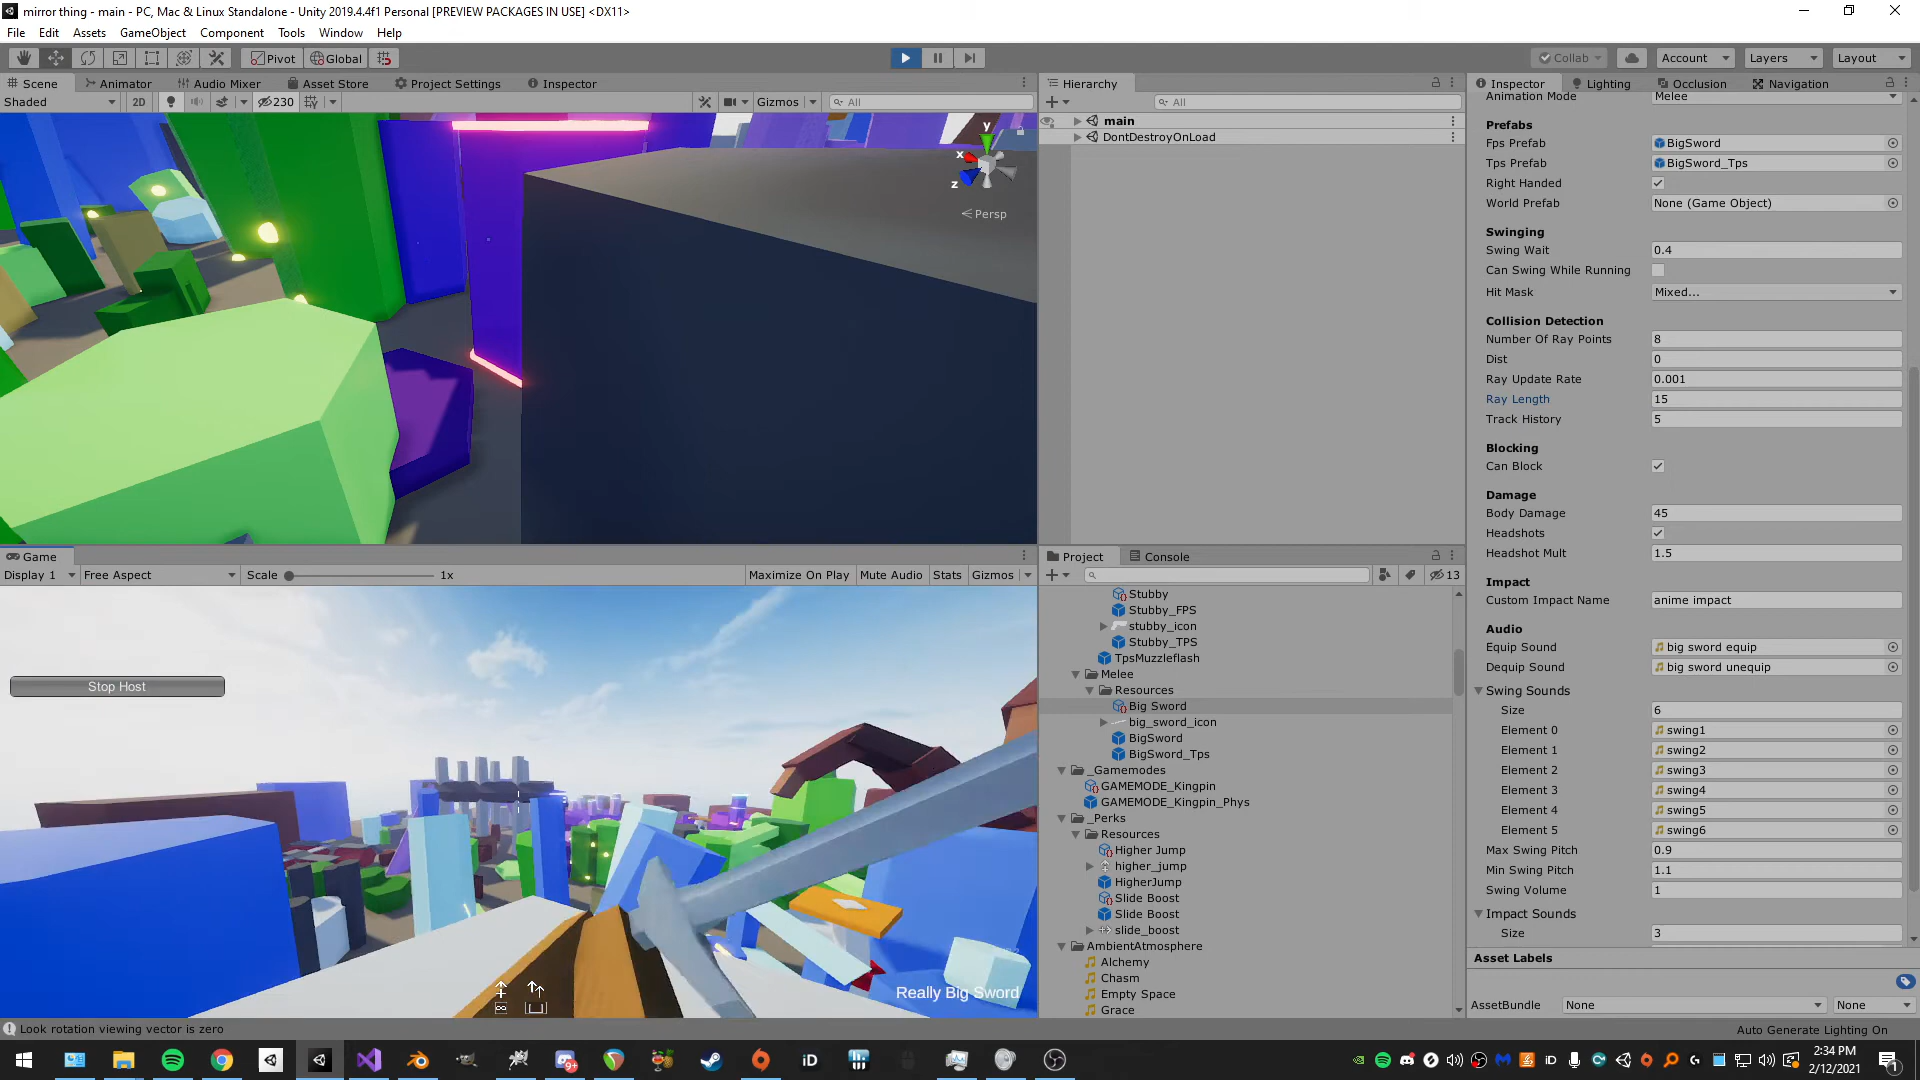 mirror thing - main - PC, Mac & Linux Standalone - Unity 2019.4.4f1 Personal [PREVIEW PACKAGES IN USE] <DX11>
File Edit Assets GameObject Component Tools Window Help
Pivot Global Collab Account Layers Layout
Scene Animator Audio Mixer Asset Store Project Settings Inspector
Shaded 2D 230 Gizmos All
y
x
z
Persp
Hierarchy
All
main
DontDestroyOnLoad
Inspector Lighting Occlusion Navigation
Animation Mode Melee
Prefabs
Fps Prefab BigSword
Tps Prefab BigSword_Tps
Right Handed
World Prefab None (Game Object)
Swinging
Swing Wait 0.4
Can Swing While Running
Hit Mask Mixed...
Collision Detection
Number Of Ray Points 8
Dist 0
Ray Update Rate 0.001
Ray Length 15
Track History 5
Blocking
Can Block
Damage
Body Damage 45
Headshots
Headshot Mult 1.5
Impact
Custom Impact Name anime impact
Audio
Equip Sound big sword equip
Dequip Sound big sword unequip
Swing Sounds
Size 6
Element 0 swing1
Element 1 swing2
Element 2 swing3
Element 3 swing4
Element 4 swing5
Element 5 swing6
Max Swing Pitch 0.9
Min Swing Pitch 1.1
Swing Volume 1
Impact Sounds
Size 3
Asset Labels
AssetBundle None None
Game
Display 1 Free Aspect Scale 1x Maximize On Play Mute Audio Stats Gizmos
Stop Host
Really Big Sword
Project Console
13
Stubby
Stubby_FPS
stubby_icon
Stubby_TPS
TpsMuzzleflash
Melee
Resources
Big Sword
big_sword_icon
BigSword
BigSword_Tps
_Gamemodes
GAMEMODE_Kingpin
GAMEMODE_Kingpin_Phys
_Perks
Resources
Higher Jump
higher_jump
HigherJump
Slide Boost
Slide Boost
slide_boost
AmbientAtmosphere
Alchemy
Chasm
Empty Space
Grace
Look rotation viewing vector is zero
Auto Generate Lighting On
2:34 PM
2/12/2021